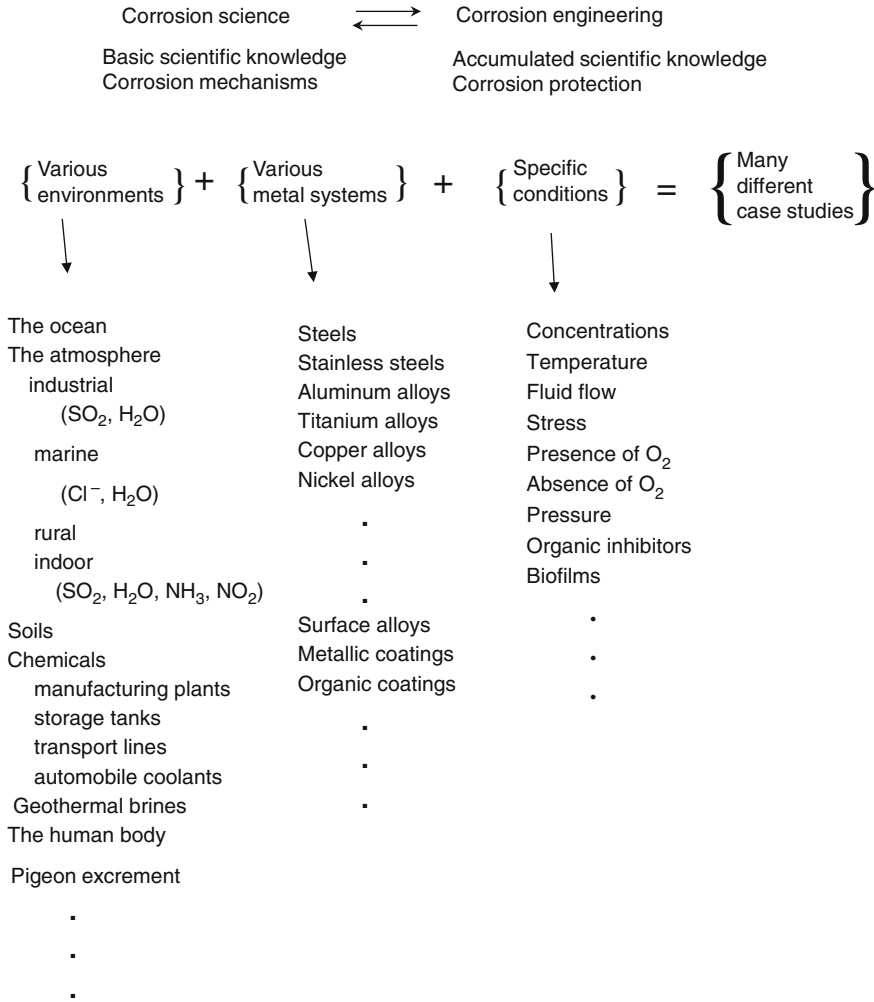 Corrosion science ⇌ Corrosion engineering
Basic scientific knowledge
Corrosion mechanisms
Accumulated scientific knowledge
Corrosion protection
{Various environments} + {Various metal systems} + {Specific conditions} = {Many different case studies}
The ocean
The atmosphere
industrial
(SO₂, H₂O)
marine
(Cl⁻, H₂O)
rural
indoor
(SO₂, H₂O, NH₃, NO₂)
Soils
Chemicals
manufacturing plants
storage tanks
transport lines
automobile coolants
Geothermal brines
The human body
Pigeon excrement
.
.
.
Steels
Stainless steels
Aluminum alloys
Titanium alloys
Copper alloys
Nickel alloys
.
.
.
Surface alloys
Metallic coatings
Organic coatings
.
.
.
Concentrations
Temperature
Fluid flow
Stress
Presence of O₂
Absence of O₂
Pressure
Organic inhibitors
Biofilms
.
.
.